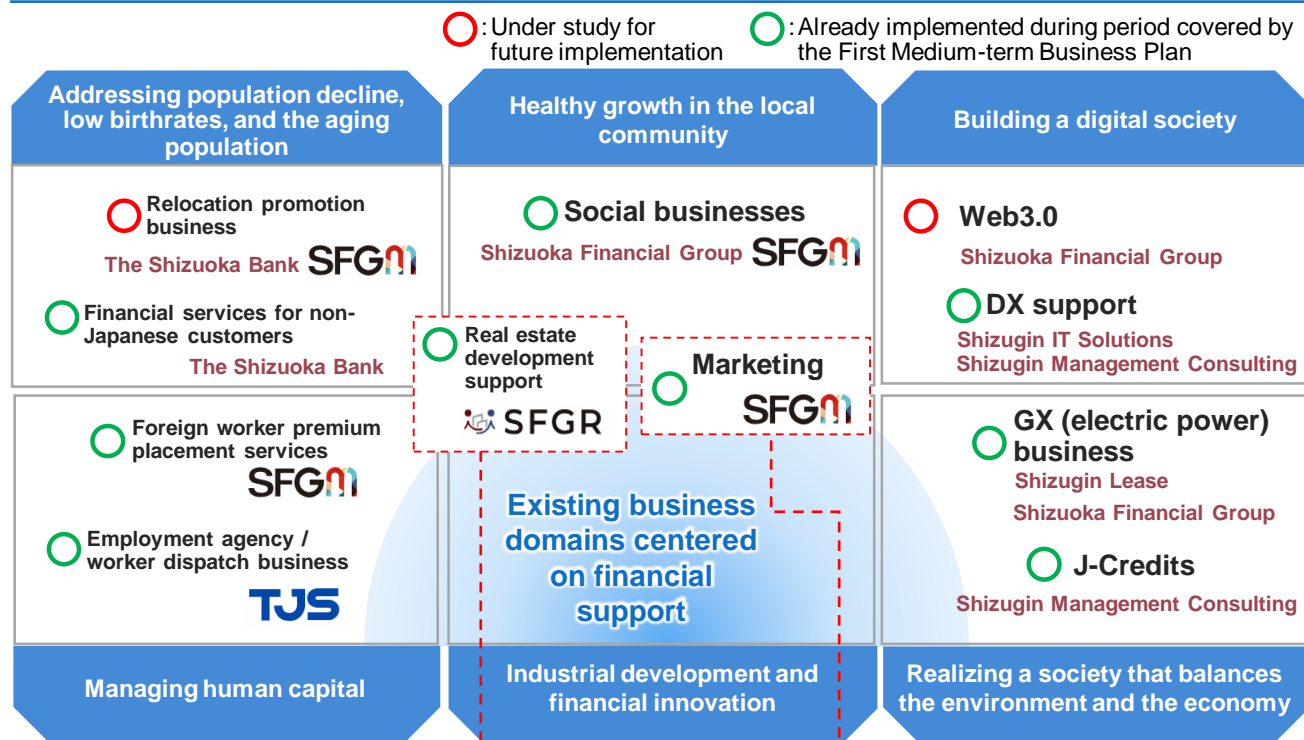 : Under study for
future implementation
: Already implemented during period covered by
the First Medium-term Business Plan
Addressing population decline,
low birthrates, and the aging
population
Healthy growth in the local
community
Building a digital society
Relocation promotion
business
The Shizuoka Bank SFGM
Financial services for non-
Japanese customers
The Shizuoka Bank
Social businesses
Shizuoka Financial Group SFGM
Web3.0
Shizuoka Financial Group
DX support
Shizugin IT Solutions
Shizugin Management Consulting
Real estate
development
support
SFGR
Marketing
SFGM
Foreign worker premium
placement services
SFGM
Employment agency /
worker dispatch business
TJS
Existing business
domains centered
on financial
support
GX (electric power)
business
Shizugin Lease
Shizuoka Financial Group
J-Credits
Shizugin Management Consulting
Managing human capital
Industrial development and
financial innovation
Realizing a society that balances
the environment and the economy